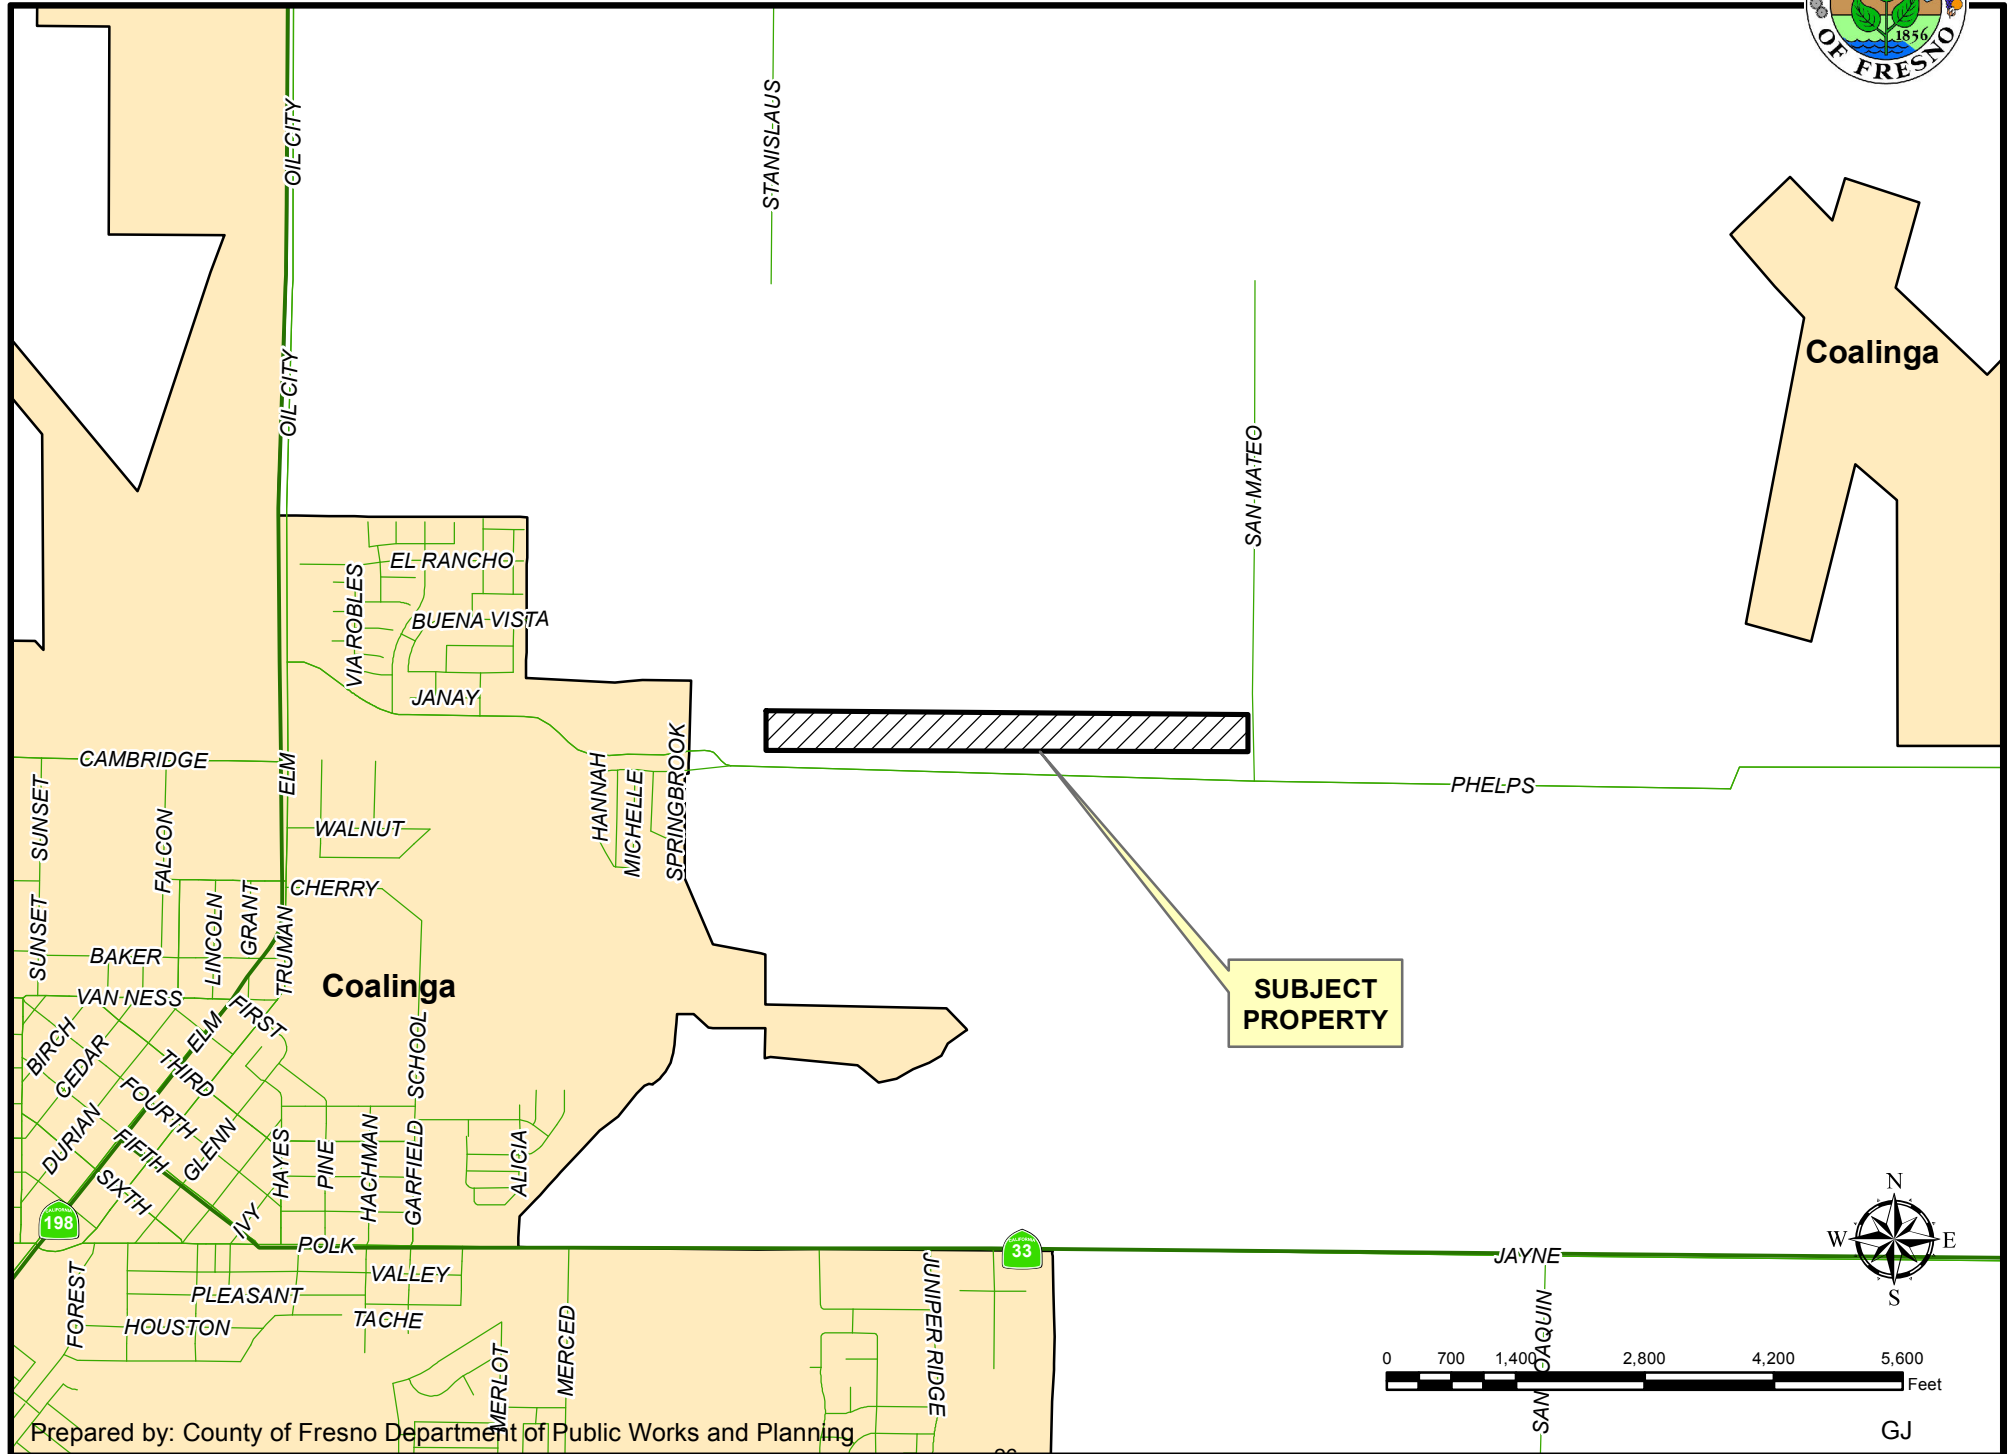 1856
OF FRESNO
OIL CITY
STANISLAUS
OIL CITY
Coalinga
SAN MATEO
EL RANCHO
VIA ROBLES
BUENA VISTA
JANAY
CAMBRIDGE
ELM
HANNAH
MICHELLE
SPRINGBROOK
PHELPS
SUNSET
FALCON
WALNUT
CHERRY
SUNSET
LINCOLN
GRANT
TRUMAN
BAKER
VAN NESS
Coalinga
SUBJECT
PROPERTY
FIRST
ELM
BIRCH
CEDAR
THIRD
SCHOOL
FOURTH
DURIAN
FIFTH
GLENN
SIXTH
HAYES
PINE
HACHMAN
GARFIELD
ALICIA
IVY
CALIFORNIA
198
POLK
CALIFORNIA
33
JAYNE
N
W
E
S
FOREST
VALLEY
PLEASANT
TACHE
HOUSTON
MERLOT
MERCED
JUNIPER RIDGE
SAN JOAQUIN
0 700 1,400 2,800 4,200 5,600
Feet
Prepared by: County of Fresno Department of Public Works and Planning
GJ